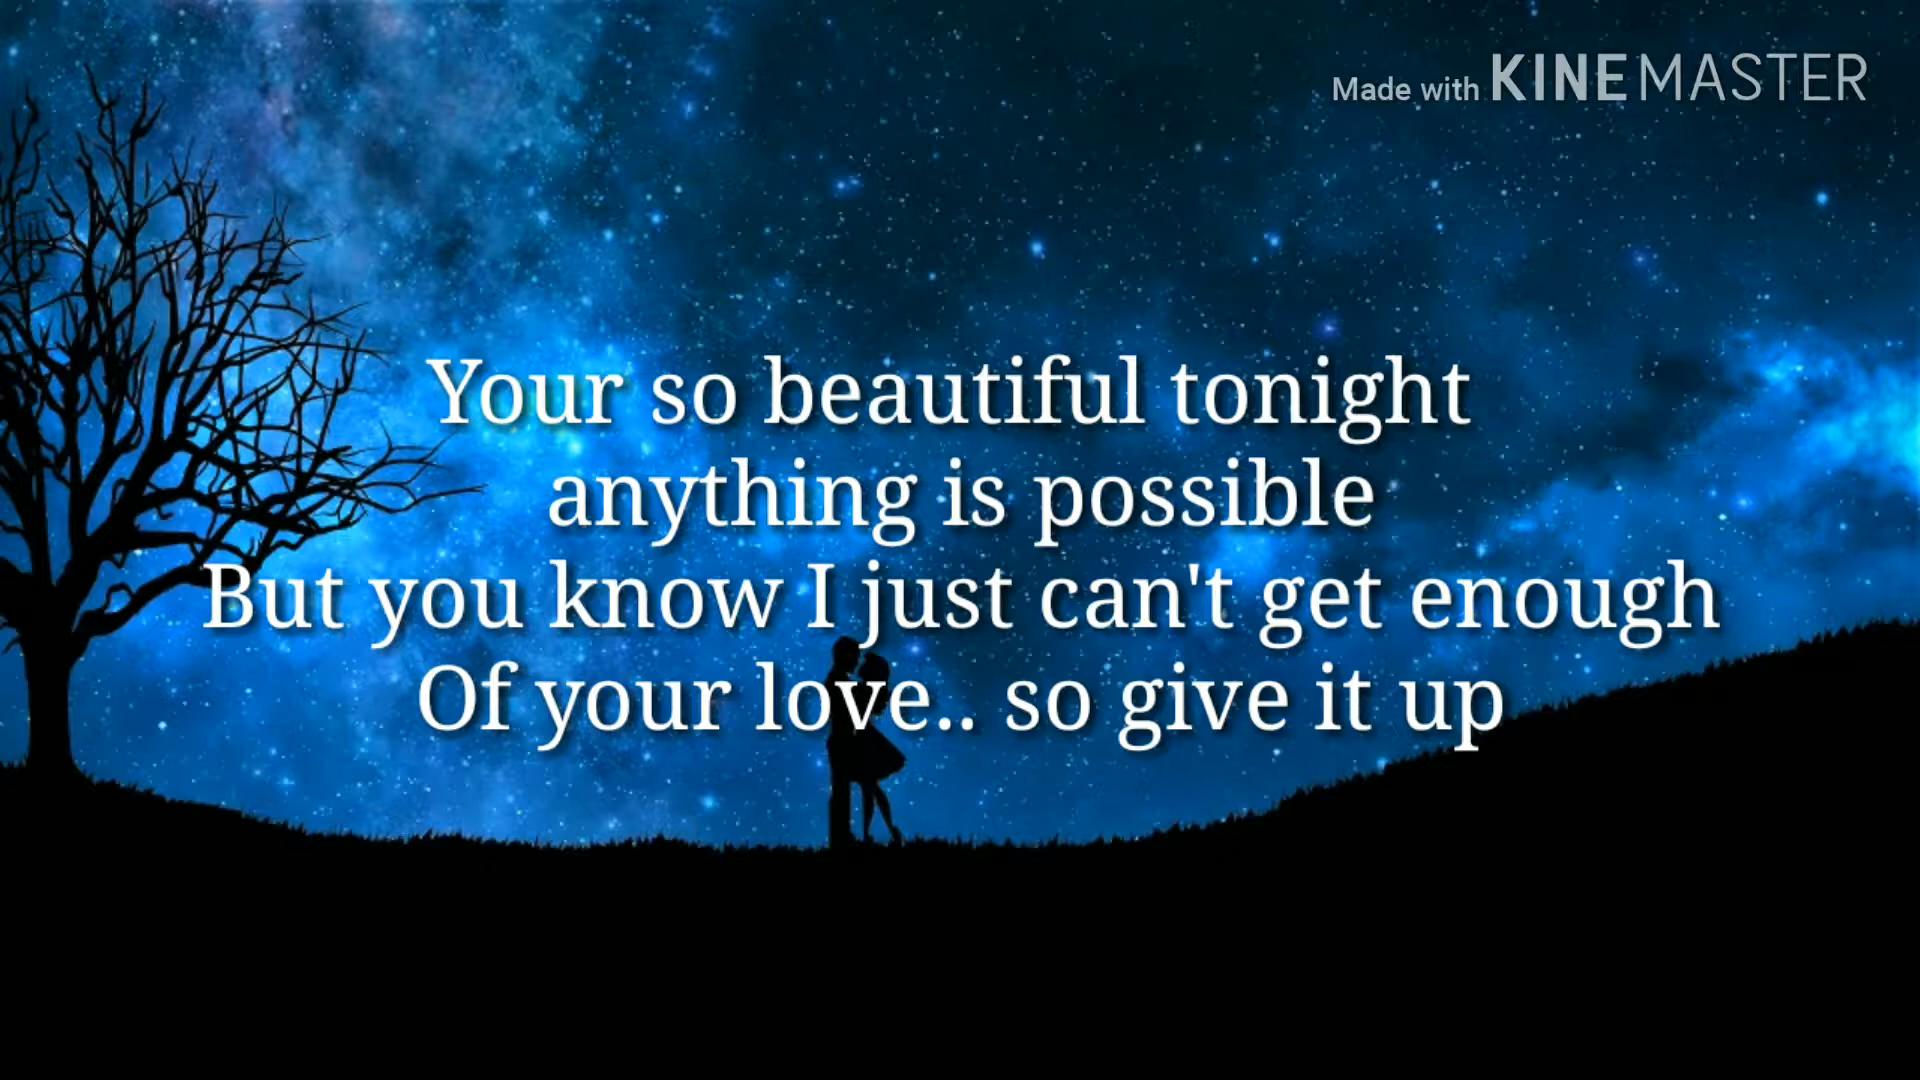 Made with KINEMASTER
Your so beautiful tonight
anything is possible
But you know I just can't get enough
Of your love.. so give it up